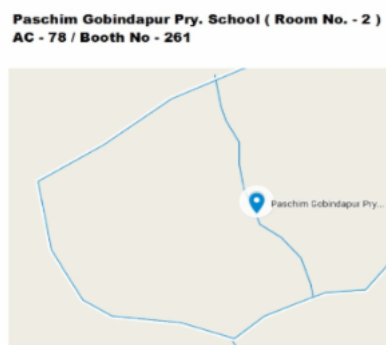 Paschim Gobindapur Pry. School ( Room No. - 2 )
AC - 78 / Booth No - 261
Paschim Gobindapur Pry...